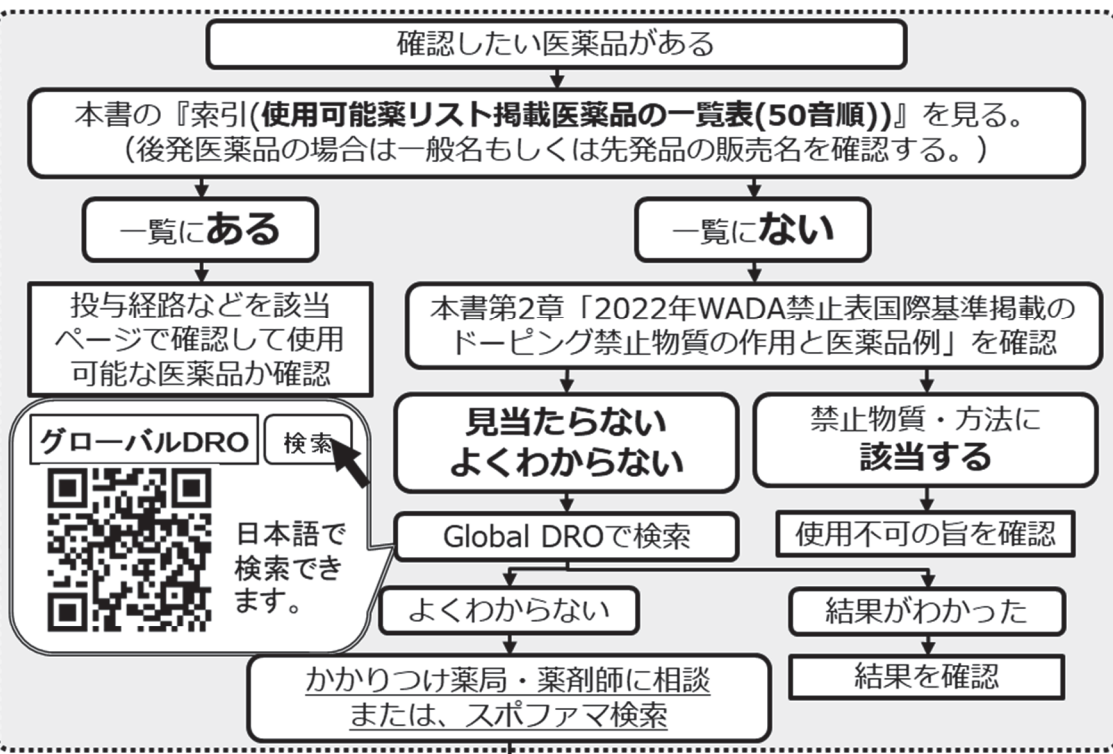 確認したい医薬品がある
本書の『索引(使用可能薬リスト掲載医薬品の一覧表(50音順))』を見る。
（後発医薬品の場合は一般名もしくは先発品の販売名を確認する。）
一覧にある
一覧にない
投与経路などを該当
ページで確認して使用
可能な医薬品か確認
本書第2章「2022年WADA禁止表国際基準掲載の
ドーピング禁止物質の作用と医薬品例」を確認
見当たらない
よくわからない
禁止物質・方法に
該当する
グローバルDRO
検索
日本語で
検索でき
ます。
Global DROで検索
使用不可の旨を確認
よくわからない
結果がわかった
かかりつけ薬局・薬剤師に相談
または、スポファマ検索
結果を確認